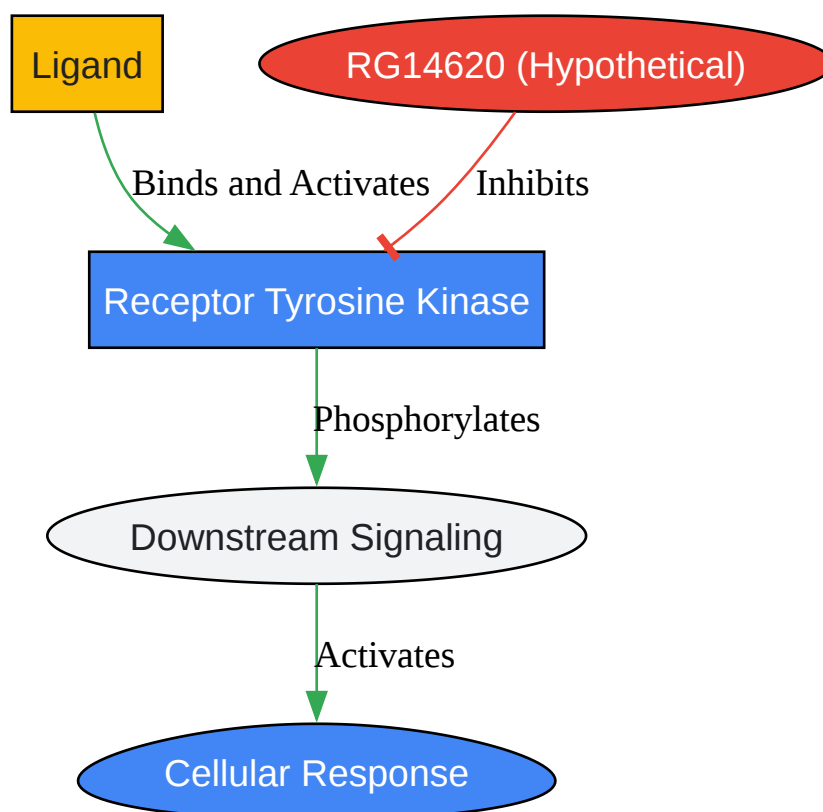 Ligand
RG14620 (Hypothetical)
Binds and Activates
Inhibits
Receptor Tyrosine Kinase
Phosphorylates
Downstream Signaling
Activates
Cellular Response